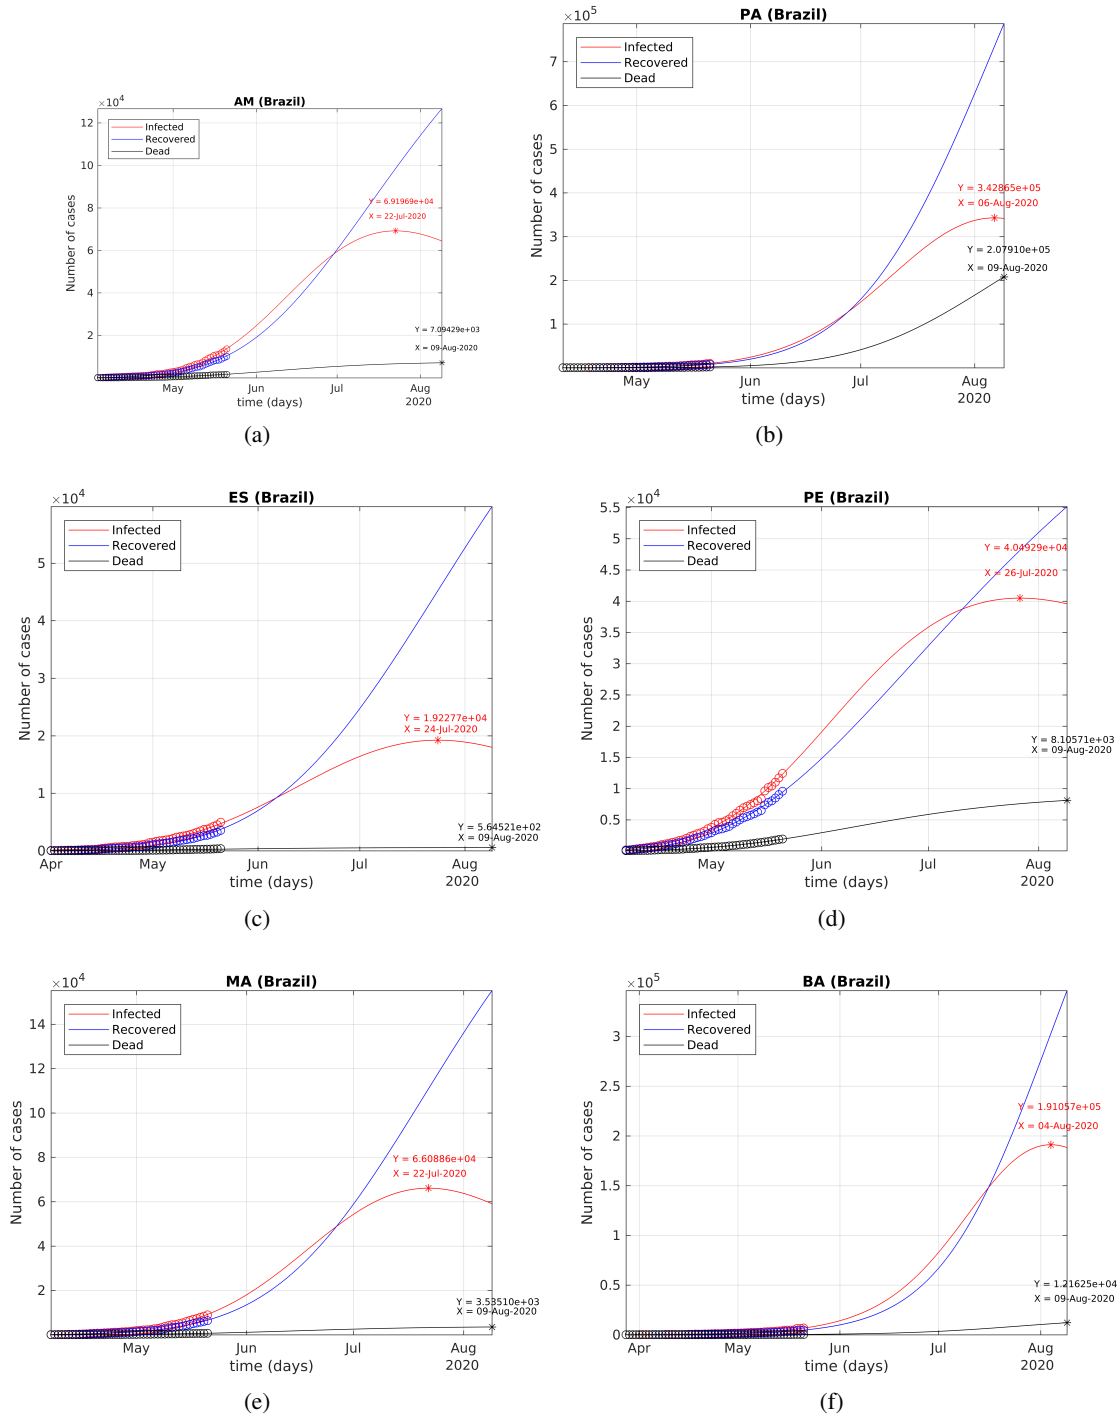 AM (Brazil)
×10^4
Number of cases
12
10
8
6
4
2
Infected
Recovered
Dead
Y = 6.91969e+04
X = 22-Jul-2020
Y = 7.09429e+03
X = 09-Aug-2020
May
Jun
Jul
Aug
2020
time (days)
(a)
PA (Brazil)
×10^5
Number of cases
7
6
5
4
3
2
1
Infected
Recovered
Dead
Y = 3.42865e+05
X = 06-Aug-2020
Y = 2.07910e+05
X = 09-Aug-2020
May
Jun
Jul
Aug
2020
time (days)
(b)
ES (Brazil)
×10^4
Number of cases
5
4
3
2
1
0
Infected
Recovered
Dead
Y = 1.92277e+04
X = 24-Jul-2020
Y = 5.64521e+02
X = 09-Aug-2020
Apr
May
Jun
Jul
Aug
2020
time (days)
(c)
PE (Brazil)
×10^4
Number of cases
5.5
5
4.5
4
3.5
3
2.5
2
1.5
1
0.5
Infected
Recovered
Dead
Y = 4.04929e+04
X = 26-Jul-2020
Y = 8.10571e+03
X = 09-Aug-2020
May
Jun
Jul
Aug
2020
time (days)
(d)
MA (Brazil)
×10^4
Number of cases
14
12
10
8
6
4
2
Infected
Recovered
Dead
Y = 6.60886e+04
X = 22-Jul-2020
Y = 3.53510e+03
X = 09-Aug-2020
May
Jun
Jul
Aug
2020
time (days)
(e)
BA (Brazil)
×10^5
Number of cases
3
2.5
2
1.5
1
0.5
0
Infected
Recovered
Dead
Y = 1.91057e+05
X = 04-Aug-2020
Y = 1.21625e+04
X = 09-Aug-2020
Apr
May
Jun
Jul
Aug
2020
time (days)
(f)